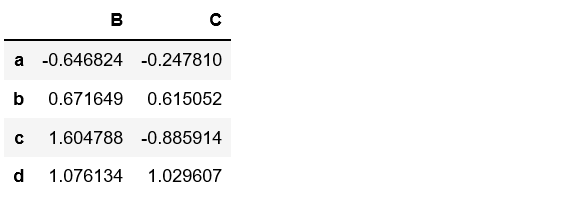 B C
a -0.646824 -0.247810
b 0.671649 0.615052
c 1.604788 -0.885914
d 1.076134 1.029607